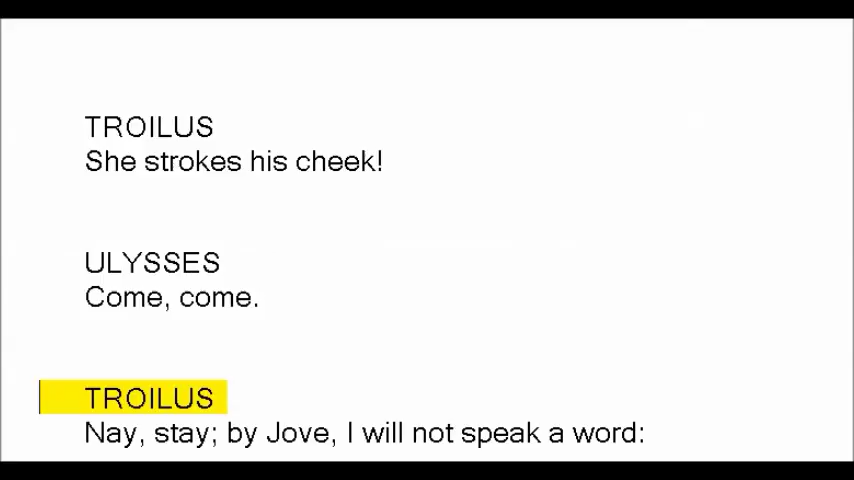 TROILUS
She strokes his cheek!
ULYSSES
Come, come.
TROILUS
Nay, stay; by Jove, I will not speak a word: